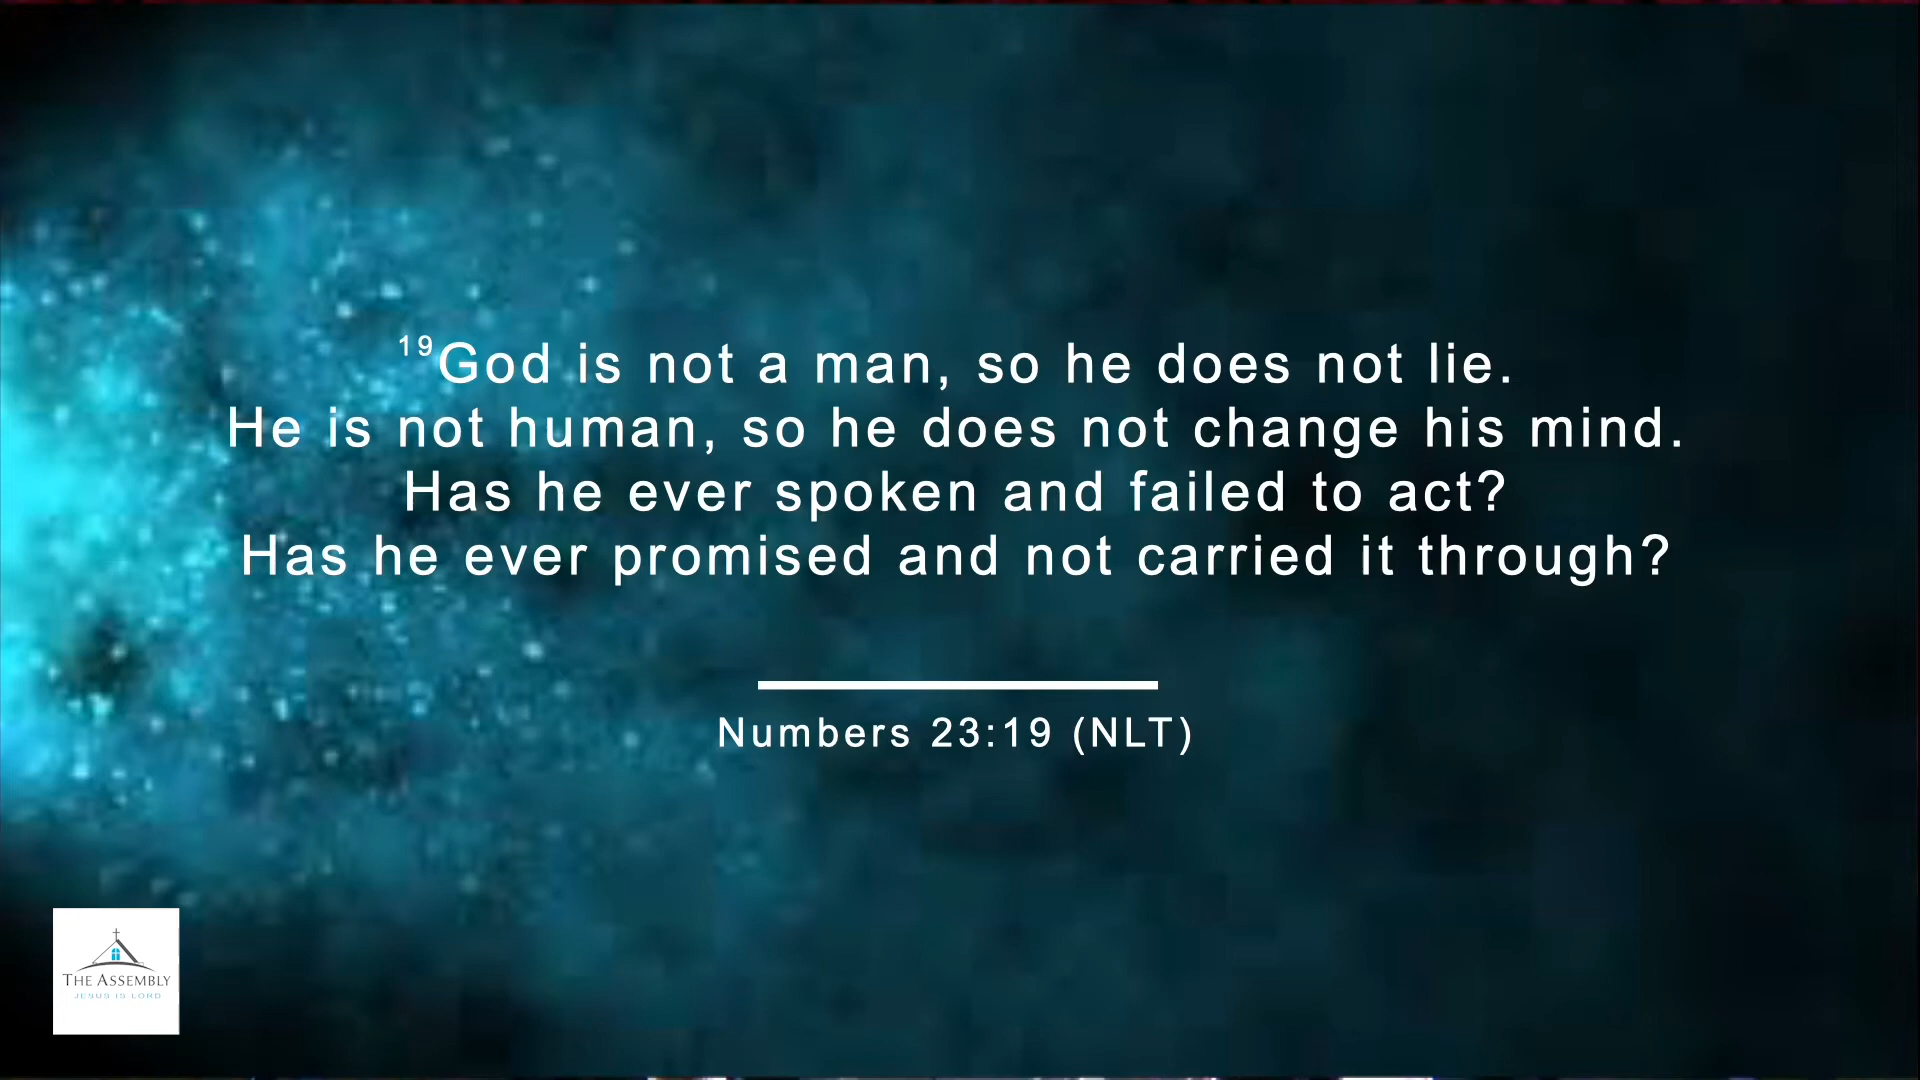 19God is not a man, so he does not lie.
He is not human, so he does not change his mind.
Has he ever spoken and failed to act?
Has he ever promised and not carried it through?
Numbers 23:19 (NLT)
THE ASSEMBLY
JESUS IS LORD